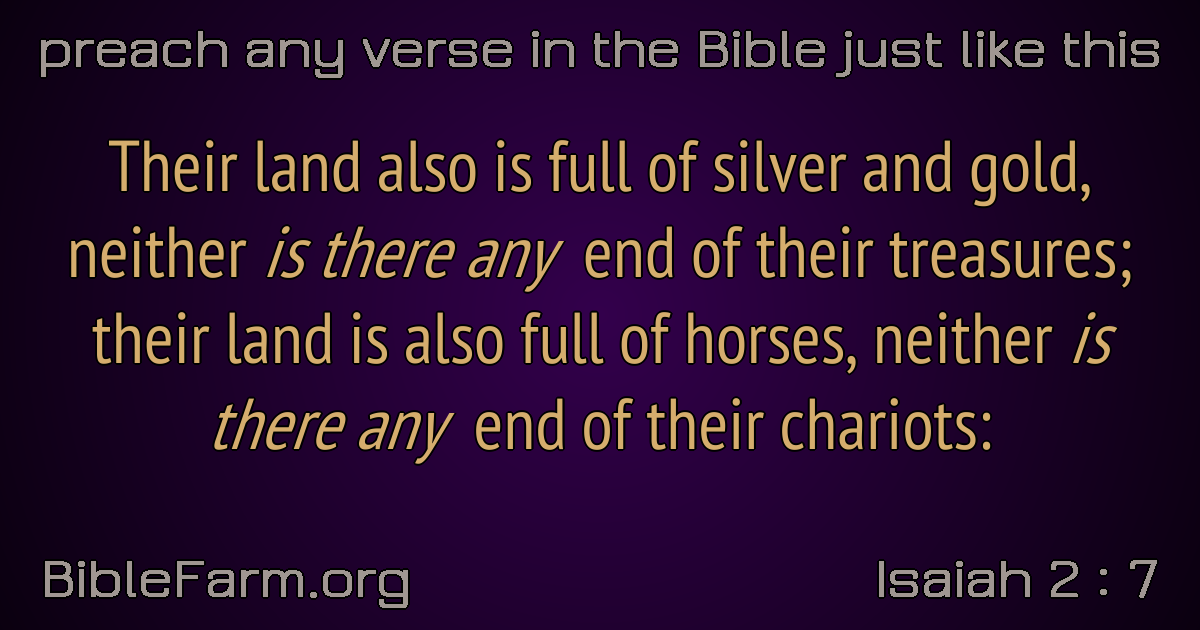 preach any verse in the Bible just like this
Their land also is full of silver and gold,
neither is there any end of their treasures;
their land is also full of horses, neither is
there any end of their chariots:
BibleFarm.org
Isaiah 2 : 7